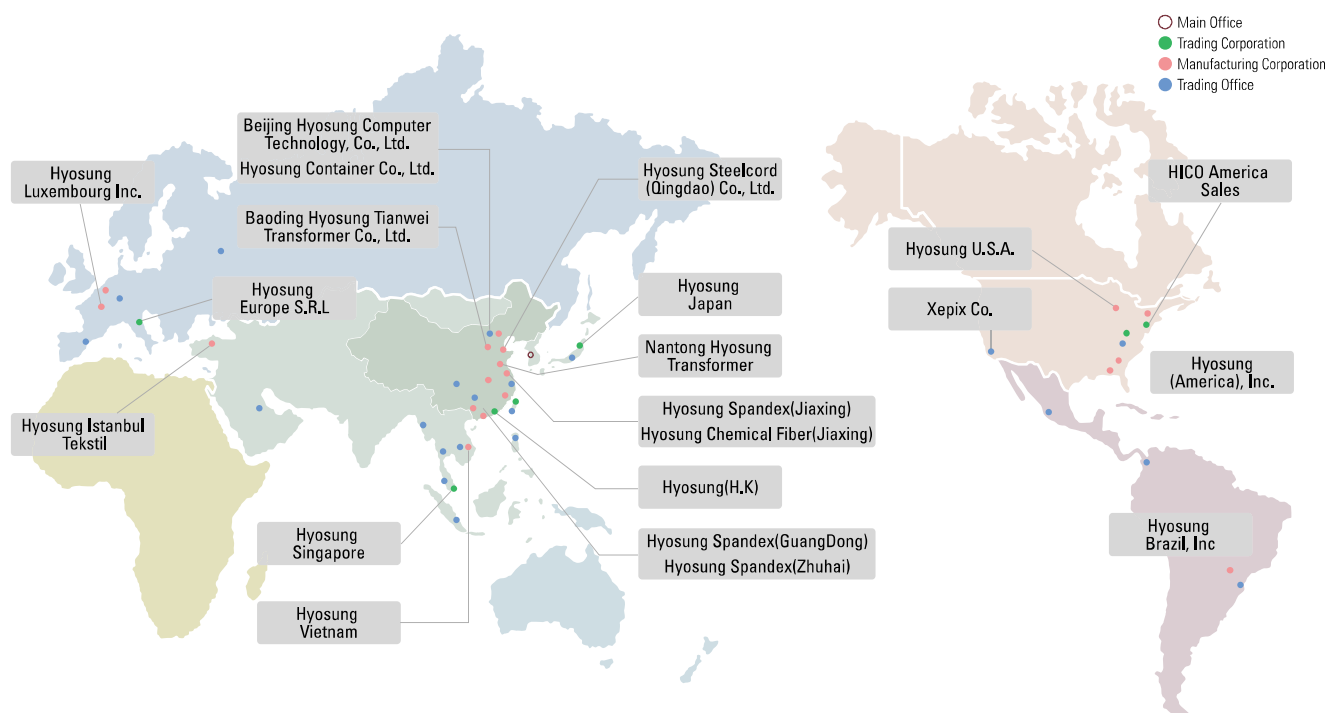 Main Office
Trading Corporation
Manufacturing Corporation
Trading Office
Beijing Hyosung Computer
Technology, Co., Ltd.
Hyosung Container Co., Ltd.
Hyosung
Luxembourg Inc.
Hyosung Steelcord
(Qingdao) Co., Ltd.
HICO America
Sales
Baoding Hyosung Tianwei
Transformer Co., Ltd.
Hyosung U.S.A.
Hyosung
Europe S.R.L
Hyosung
Japan
Xepix Co.
Nantong Hyosung
Transformer
Hyosung
(America), Inc.
Hyosung Istanbul
Tekstil
Hyosung Spandex(Jiaxing)
Hyosung Chemical Fiber(Jiaxing)
Hyosung(H.K)
Hyosung
Singapore
Hyosung Spandex(GuangDong)
Hyosung Spandex(Zhuhai)
Hyosung
Brazil, Inc
Hyosung
Vietnam